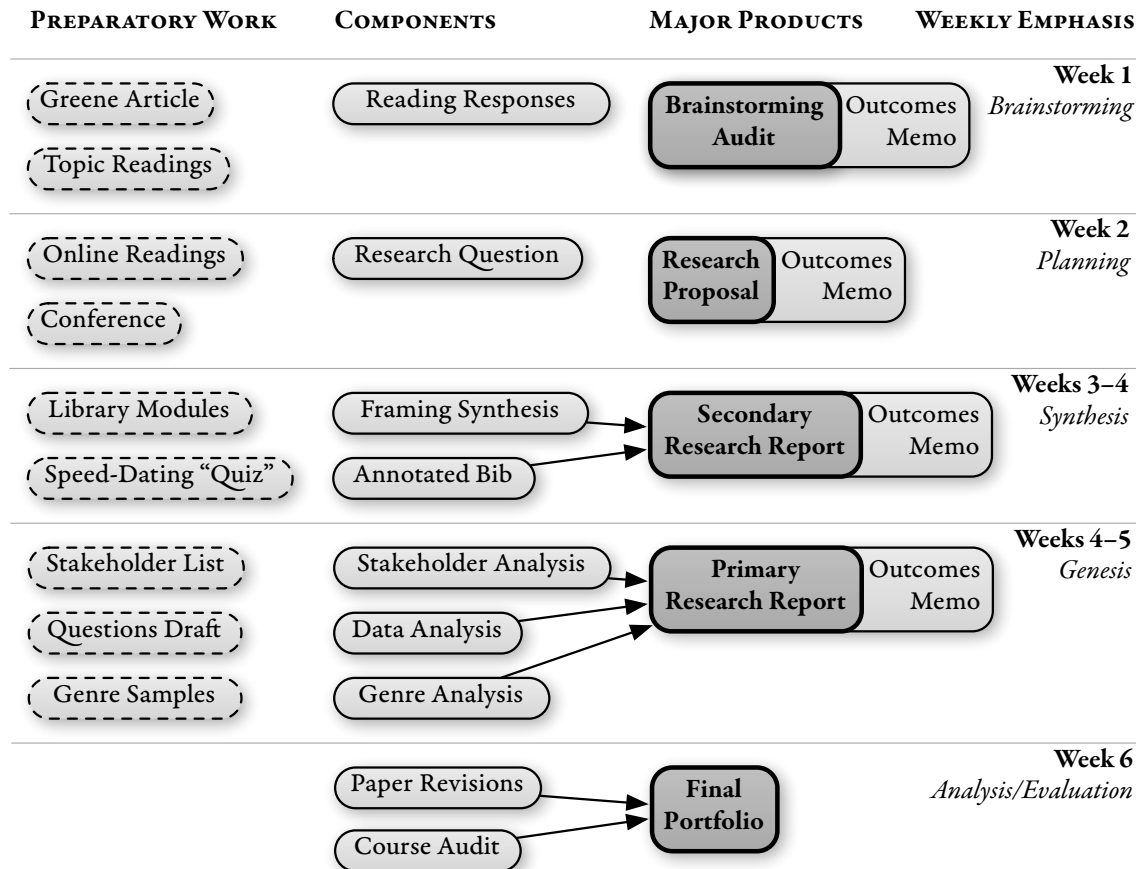 PREPARATORY WORK COMPONENTS MAJOR PRODUCTS WEEKLY EMPHASIS
Week 1
Brainstorming
Greene Article
Topic Readings
Reading Responses
Brainstorming
Audit
Outcomes
Memo
Week 2
Planning
Online Readings
Conference
Research Question
Research
Proposal
Outcomes
Memo
Weeks 3–4
Synthesis
Library Modules
Speed-Dating “Quiz”
Framing Synthesis
Annotated Bib
Secondary
Research Report
Outcomes
Memo
Weeks 4–5
Genesis
Stakeholder List
Questions Draft
Genre Samples
Stakeholder Analysis
Data Analysis
Genre Analysis
Primary
Research Report
Outcomes
Memo
Week 6
Analysis/Evaluation
Paper Revisions
Course Audit
Final
Portfolio